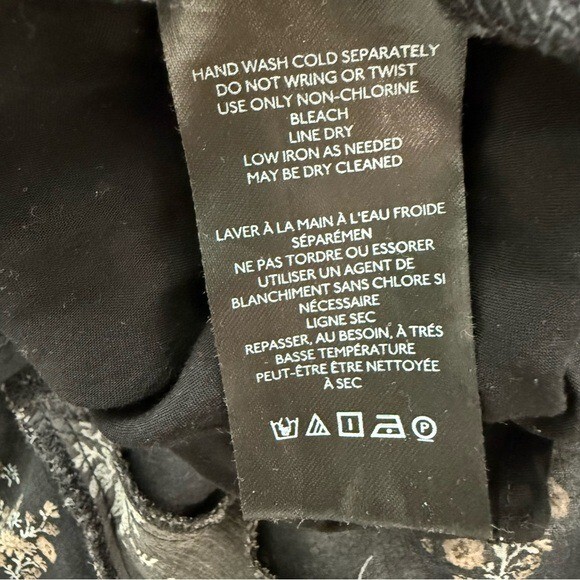 HAND WASH COLD SEPARATELY
DO NOT WRING OR TWIST
USE ONLY NON-CHLORINE
BLEACH
LINE DRY
LOW IRON AS NEEDED
MAY BE DRY CLEANED
LAVER À LA MAIN À L'EAU FROIDE
SÉPARÉMEN
NE PAS TORDRE OU ESSORER
UTILISER UN AGENT DE
BLANCHIMENT SANS CHLORE SI
NÉCESSAIRE
LIGNE SEC
REPASSER, AU BESOIN, À TRÉS
BASSE TEMPÉRATURE
PEUT-ÊTRE ÊTRE NETTOYÉE
À SEC
P